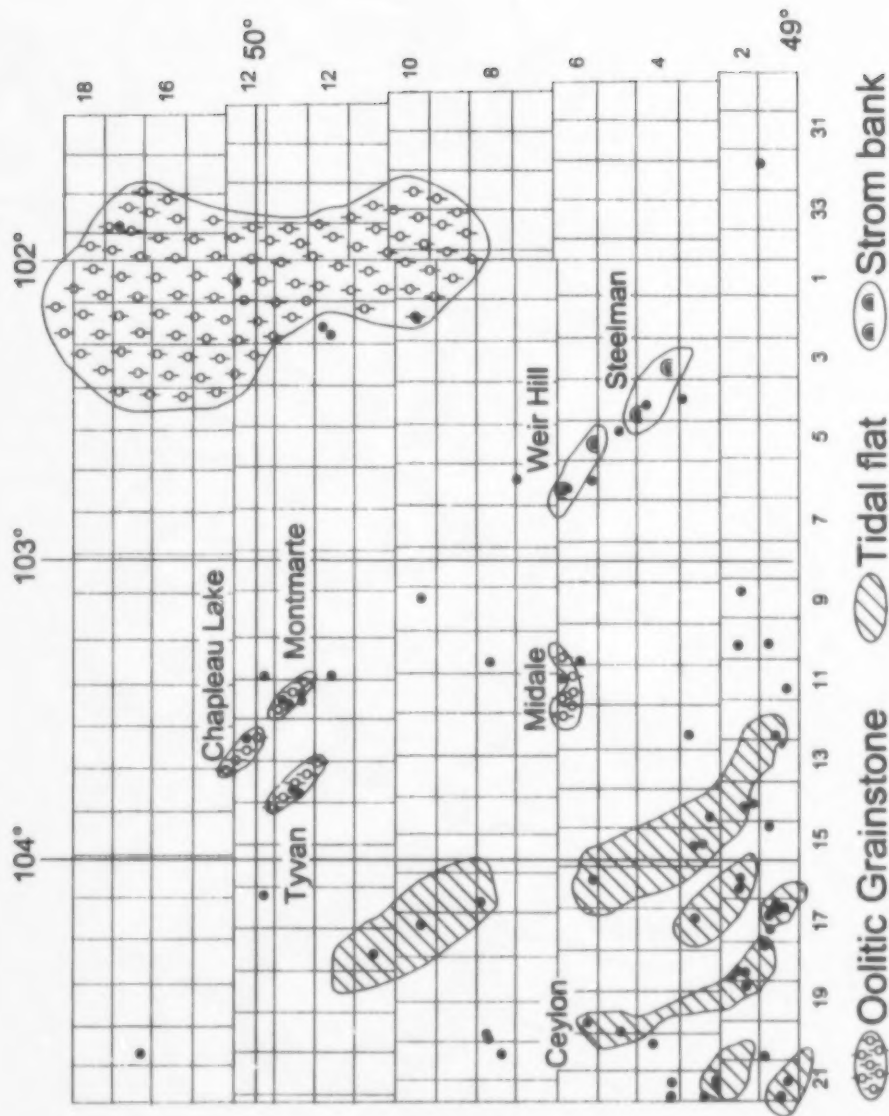 104°
103°
102°
18
16
12
50°
12
10
8
6
4
2
49°
Chapleau Lake
Montmarte
Tyvan
Midale
Weir Hill
Steelman
Ceylon
21
19
17
15
13
11
9
7
5
3
1
33
31
Oolitic Grainstone
Tidal flat
Strom bank